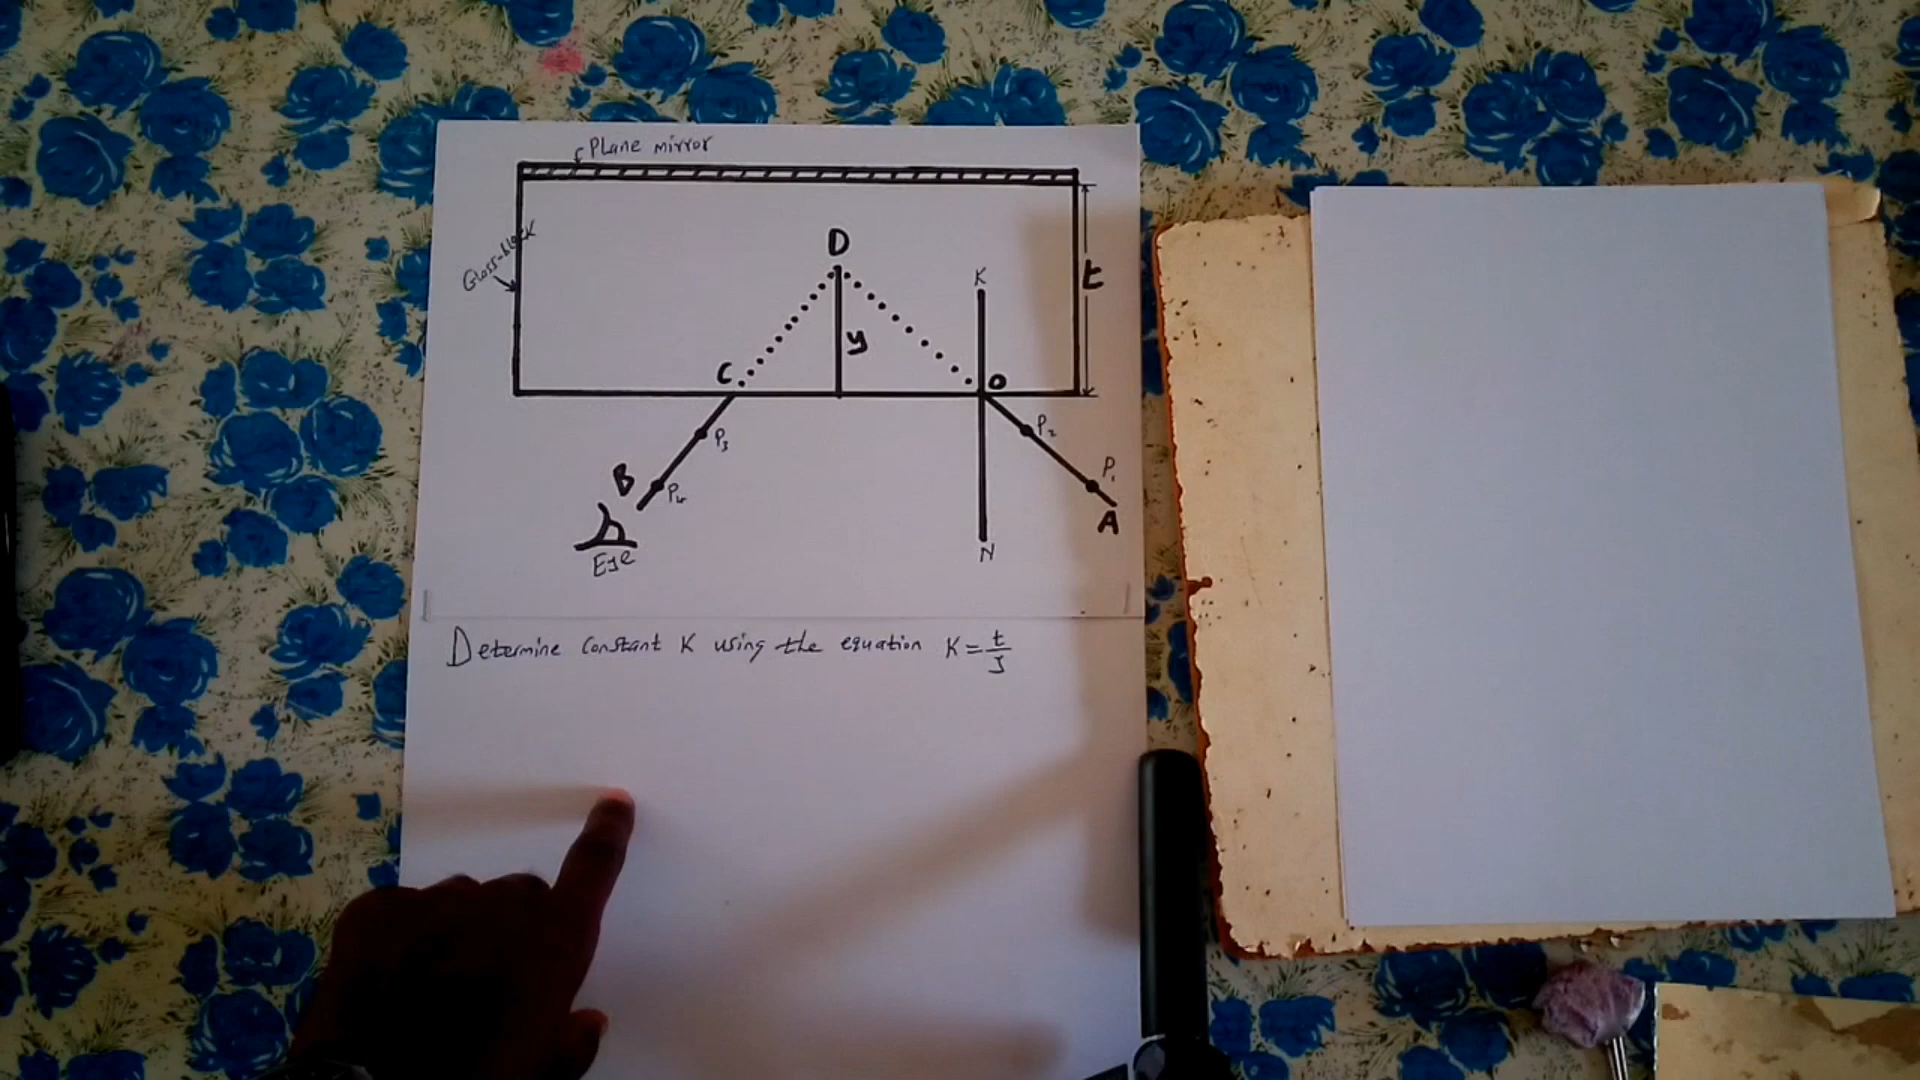 Plane mirror
Glass-block
D
K
t
y
C
O
P₃
P₂
B
P₄
P₁
A
Eye
N
Determine Constant K using the equation K = t/y